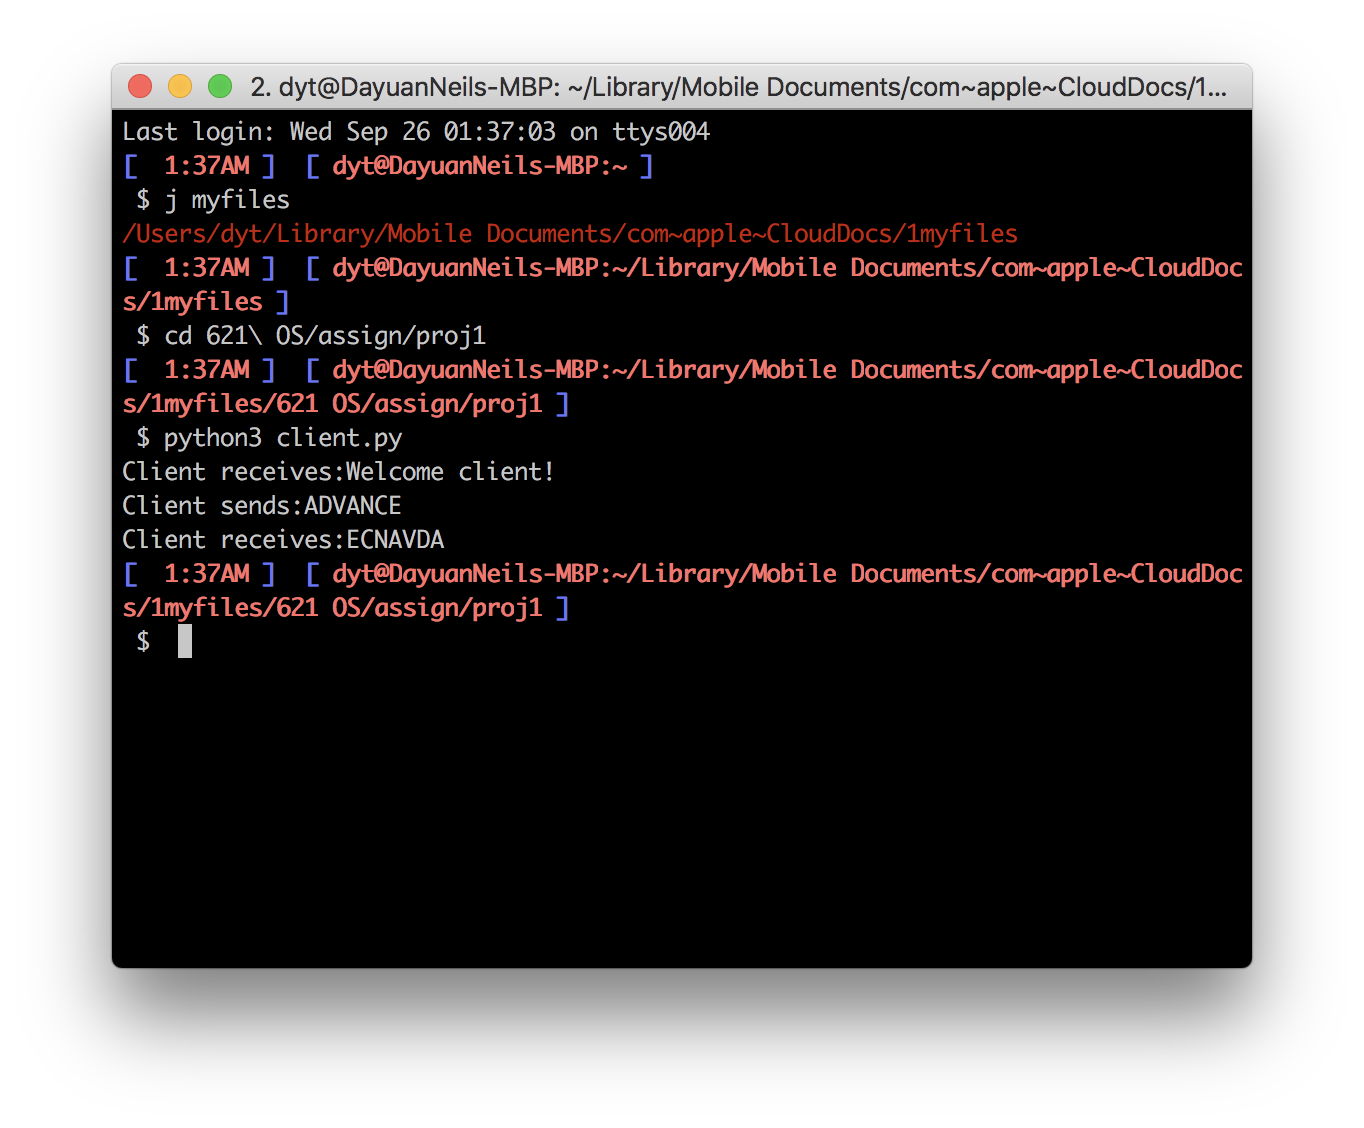 2. dyt@DayuanNeils-MBP: ~/Library/Mobile Documents/com~apple~CloudDocs/1...
Last login: Wed Sep 26 01:37:03 on ttys004
[  1:37AM ]  [ dyt@DayuanNeils-MBP:~ ]
 $ j myfiles
/Users/dyt/Library/Mobile Documents/com~apple~CloudDocs/1myfiles
[  1:37AM ]  [ dyt@DayuanNeils-MBP:~/Library/Mobile Documents/com~apple~CloudDoc
s/1myfiles ]
 $ cd 621\ OS/assign/proj1
[  1:37AM ]  [ dyt@DayuanNeils-MBP:~/Library/Mobile Documents/com~apple~CloudDoc
s/1myfiles/621 OS/assign/proj1 ]
 $ python3 client.py
Client receives:Welcome client!
Client sends:ADVANCE
Client receives:ECNAVDA
[  1:37AM ]  [ dyt@DayuanNeils-MBP:~/Library/Mobile Documents/com~apple~CloudDoc
s/1myfiles/621 OS/assign/proj1 ]
 $